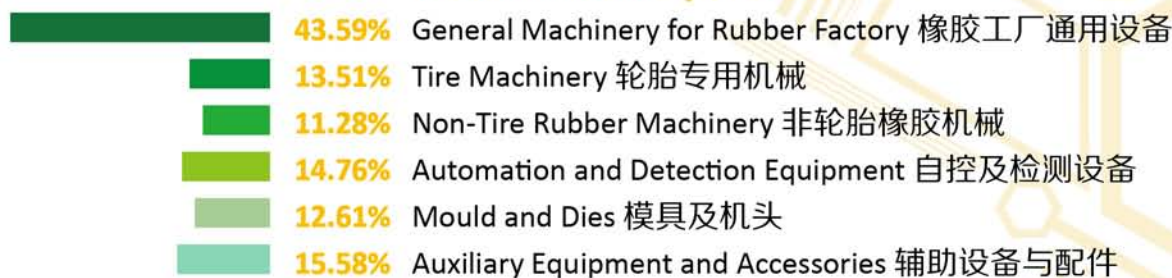 43.59% General Machinery for Rubber Factory 橡胶工厂通用设备
13.51% Tire Machinery 轮胎专用机械
11.28% Non-Tire Rubber Machinery 非轮胎橡胶机械
14.76% Automation and Detection Equipment 自控及检测设备
12.61% Mould and Dies 模具及机头
15.58% Auxiliary Equipment and Accessories 辅助设备与配件